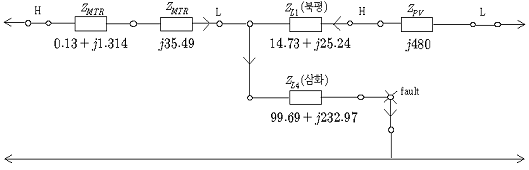 H Z_MTR Z_MTR L Z_L1(북평) H Z_PV L
0.13+j1.314 j35.49 14.73+j25.24 j480
Z_L4(삼화)
fault
99.69+j232.97